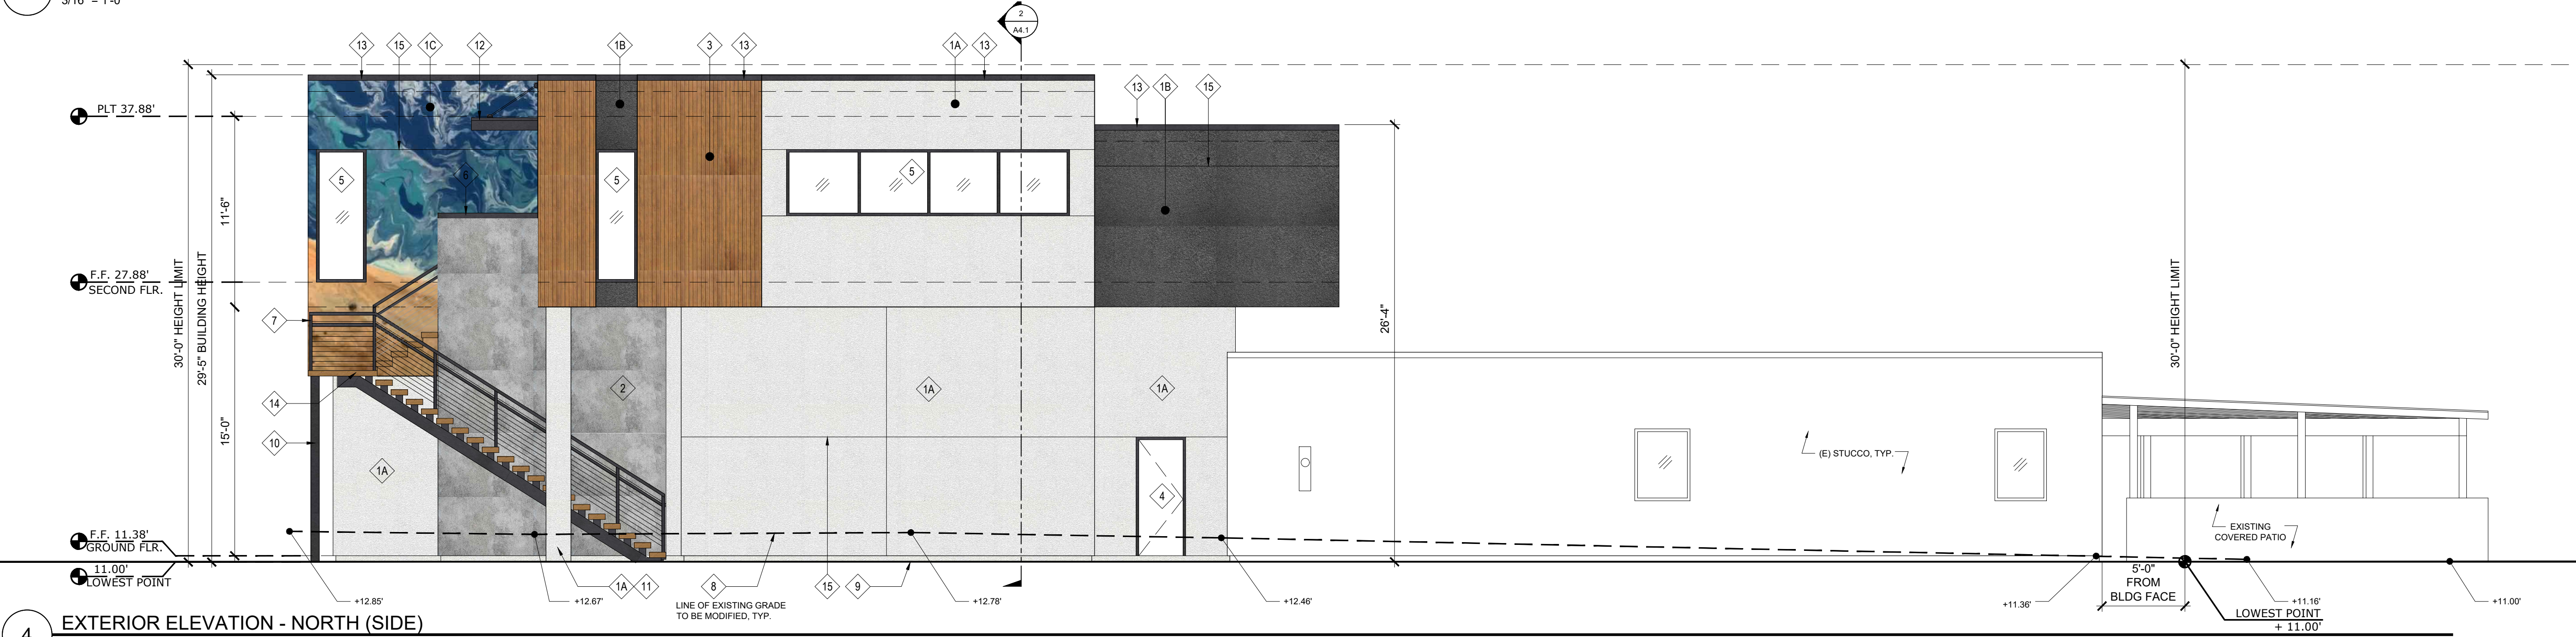 3/16" = 1'-0"
2
A4.1
13
15
1C
12
1B
3
13
1A
13
13
1B
15
PLT 37.88'
5
6
5
5
11'-6"
30'-0" HEIGHT LIMIT
29'-5" BUILDING HEIGHT
F.F. 27.88'
SECOND FLR.
7
26'-4"
30'-0" HEIGHT LIMIT
14
2
1A
1A
15'-0"
10
1A
4
(E) STUCCO, TYP.
EXISTING
COVERED PATIO
F.F. 11.38'
GROUND FLR.
11.00'
LOWEST POINT
1A
11
8
15
9
5'-0"
FROM
BLDG FACE
+12.85'
+12.67'
LINE OF EXISTING GRADE
TO BE MODIFIED, TYP.
+12.78'
+12.46'
+11.36'
+11.16'
+11.00'
LOWEST POINT
+ 11.00'
4
EXTERIOR ELEVATION - NORTH (SIDE)